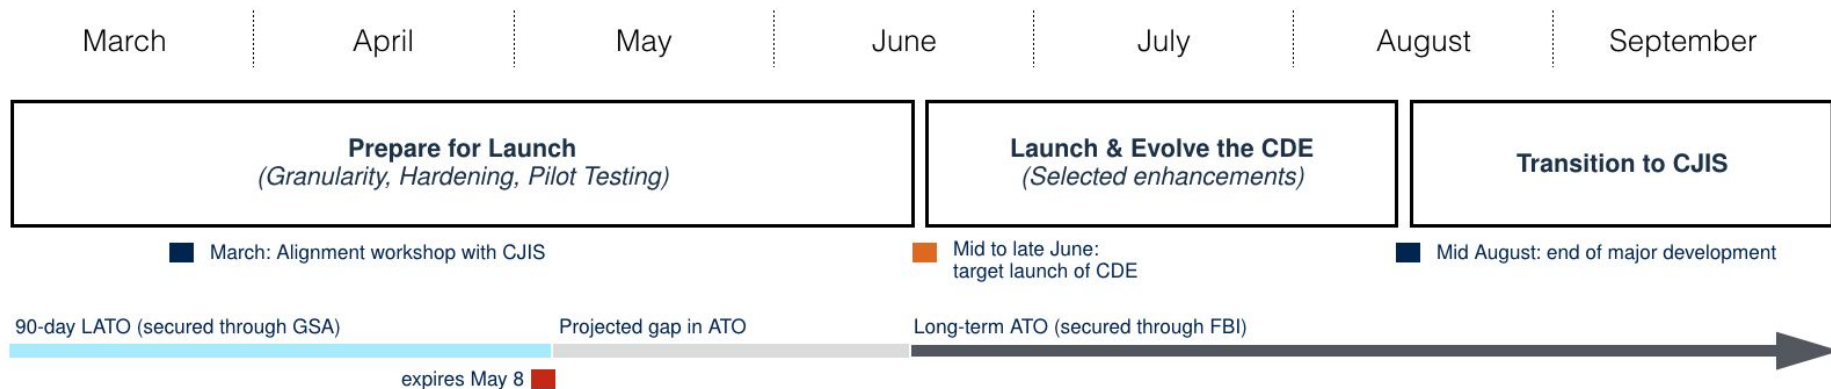 March
April
May
June
July
August
September
Prepare for Launch
(Granularity, Hardening, Pilot Testing)
Launch & Evolve the CDE
(Selected enhancements)
Transition to CJIS
March: Alignment workshop with CJIS
Mid to late June:
target launch of CDE
Mid August: end of major development
90-day LATO (secured through GSA)
Projected gap in ATO
Long-term ATO (secured through FBI)
expires May 8